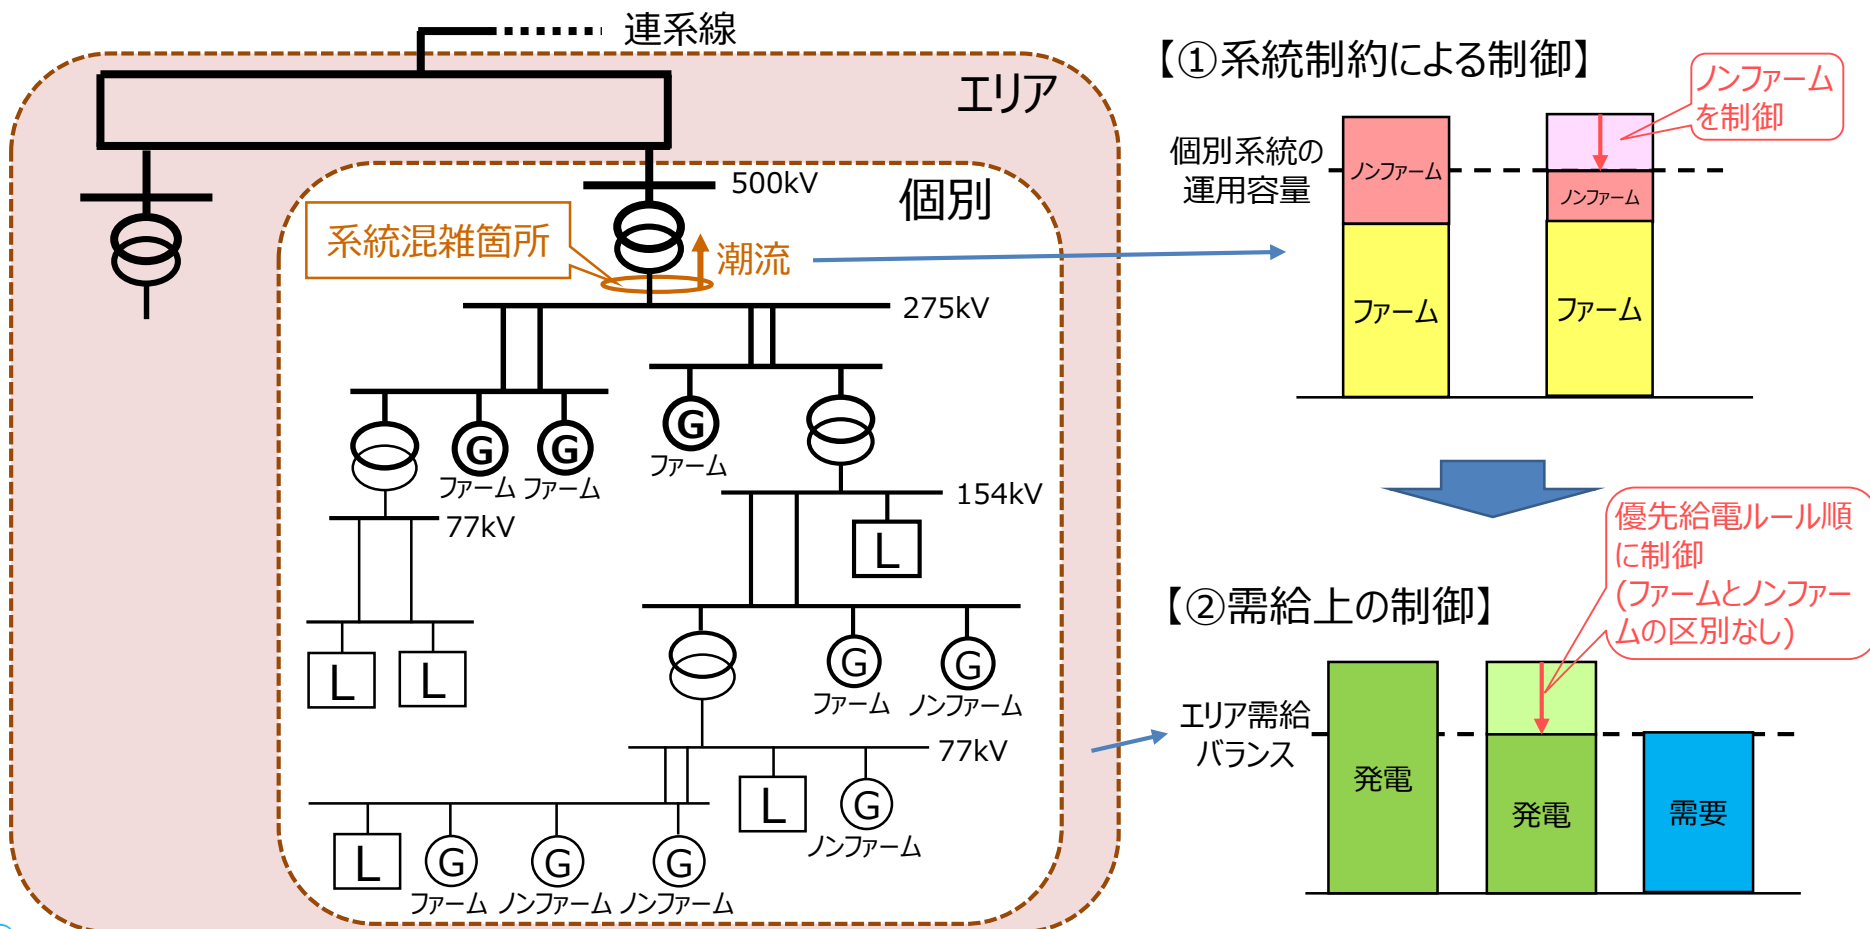 連系線
エリア
個別
500kV
系統混雑箇所
潮流
275kV
G
ファーム
G
ファーム
G
ファーム
77kV
154kV
L
L
L
G
ファーム
G
ノンファーム
77kV
L
G
ノンファーム
L
G
ファーム
G
ノンファーム
G
ノンファーム
【①系統制約による制御】
ノンファーム
を制御
個別系統の
運用容量
ノンファーム
ファーム
ノンファーム
ファーム
【②需給上の制御】
優先給電ルール順
に制御
(ファームとノンファー
ムの区別なし)
エリア需給
バランス
発電
発電
需要